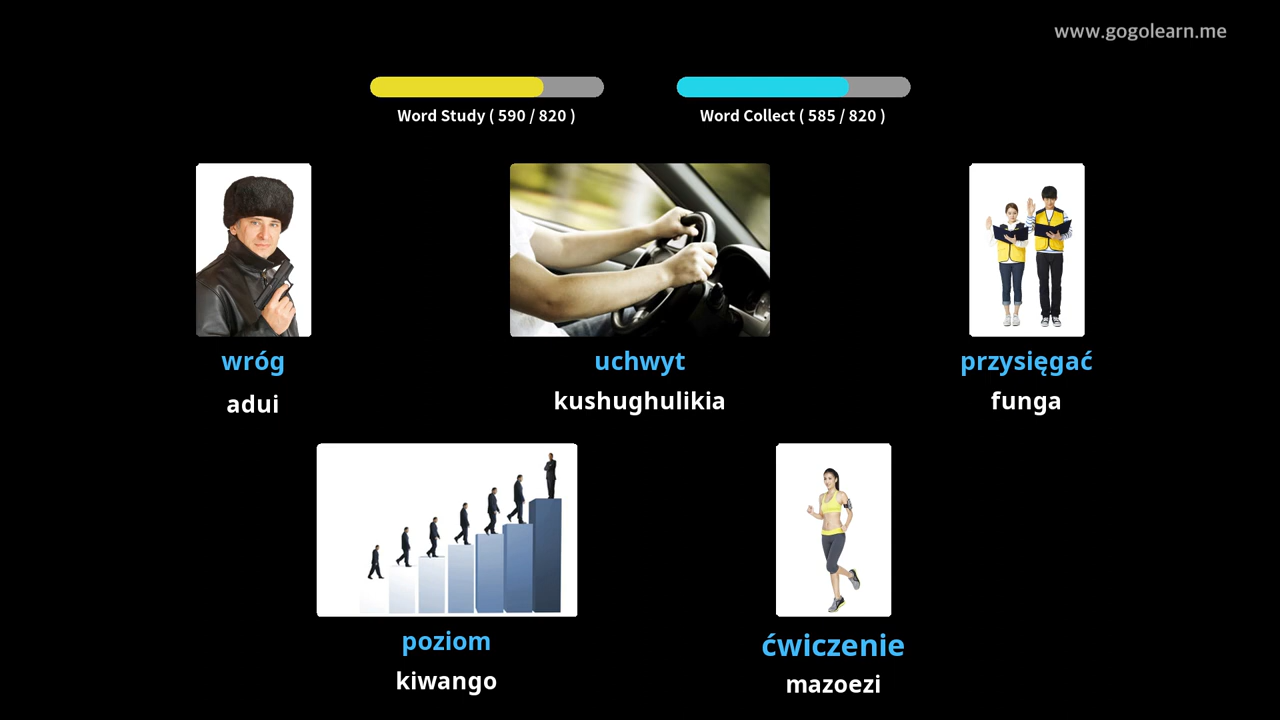 www.gogolearn.me
Word Study ( 590 / 820 )
Word Collect ( 585 / 820 )
wróg
adui
uchwyt
kushughulikia
przysięgać
funga
poziom
kiwango
ćwiczenie
mazoezi